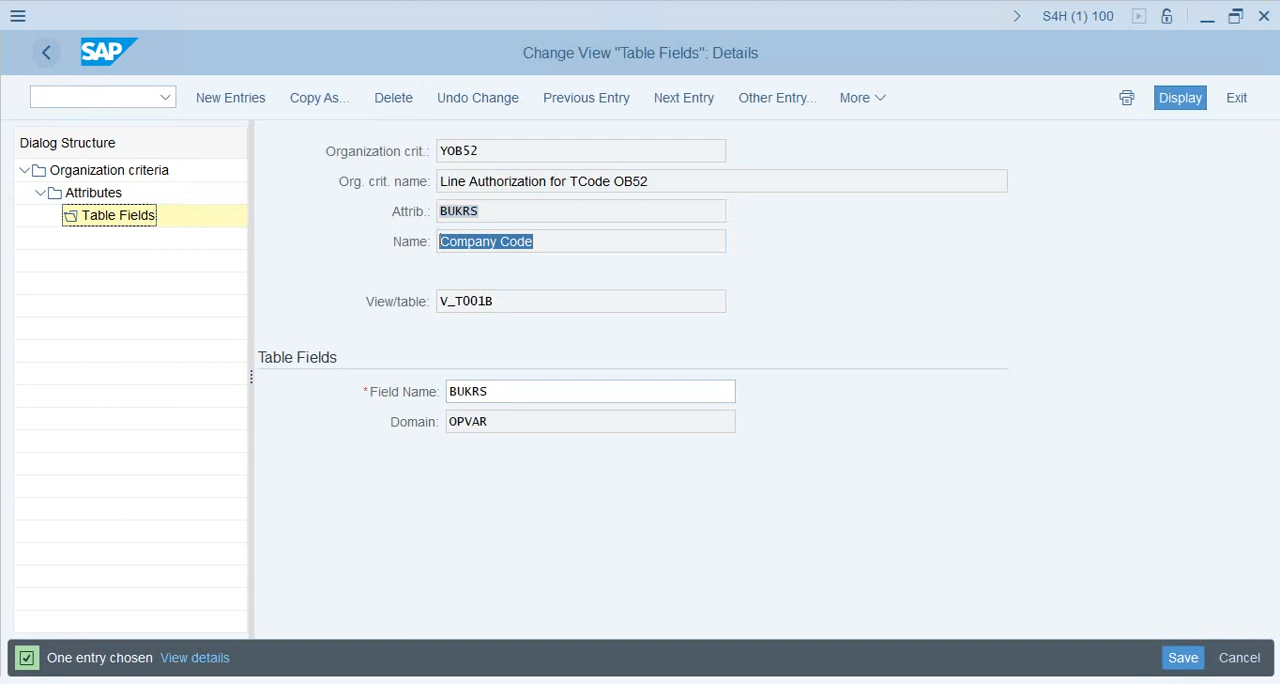 S4H (1) 100
SAP
Change View "Table Fields": Details
New Entries Copy As... Delete Undo Change Previous Entry Next Entry Other Entry... More Display Exit
Dialog Structure
Organization criteria
Attributes
Table Fields
Organization crit.: YOB52
Org. crit. name: Line Authorization for TCode OB52
Attrib.: BUKRS
Name: Company Code
View/table: V_T001B
Table Fields
*Field Name: BUKRS
Domain: OPVAR
One entry chosen View details Save Cancel